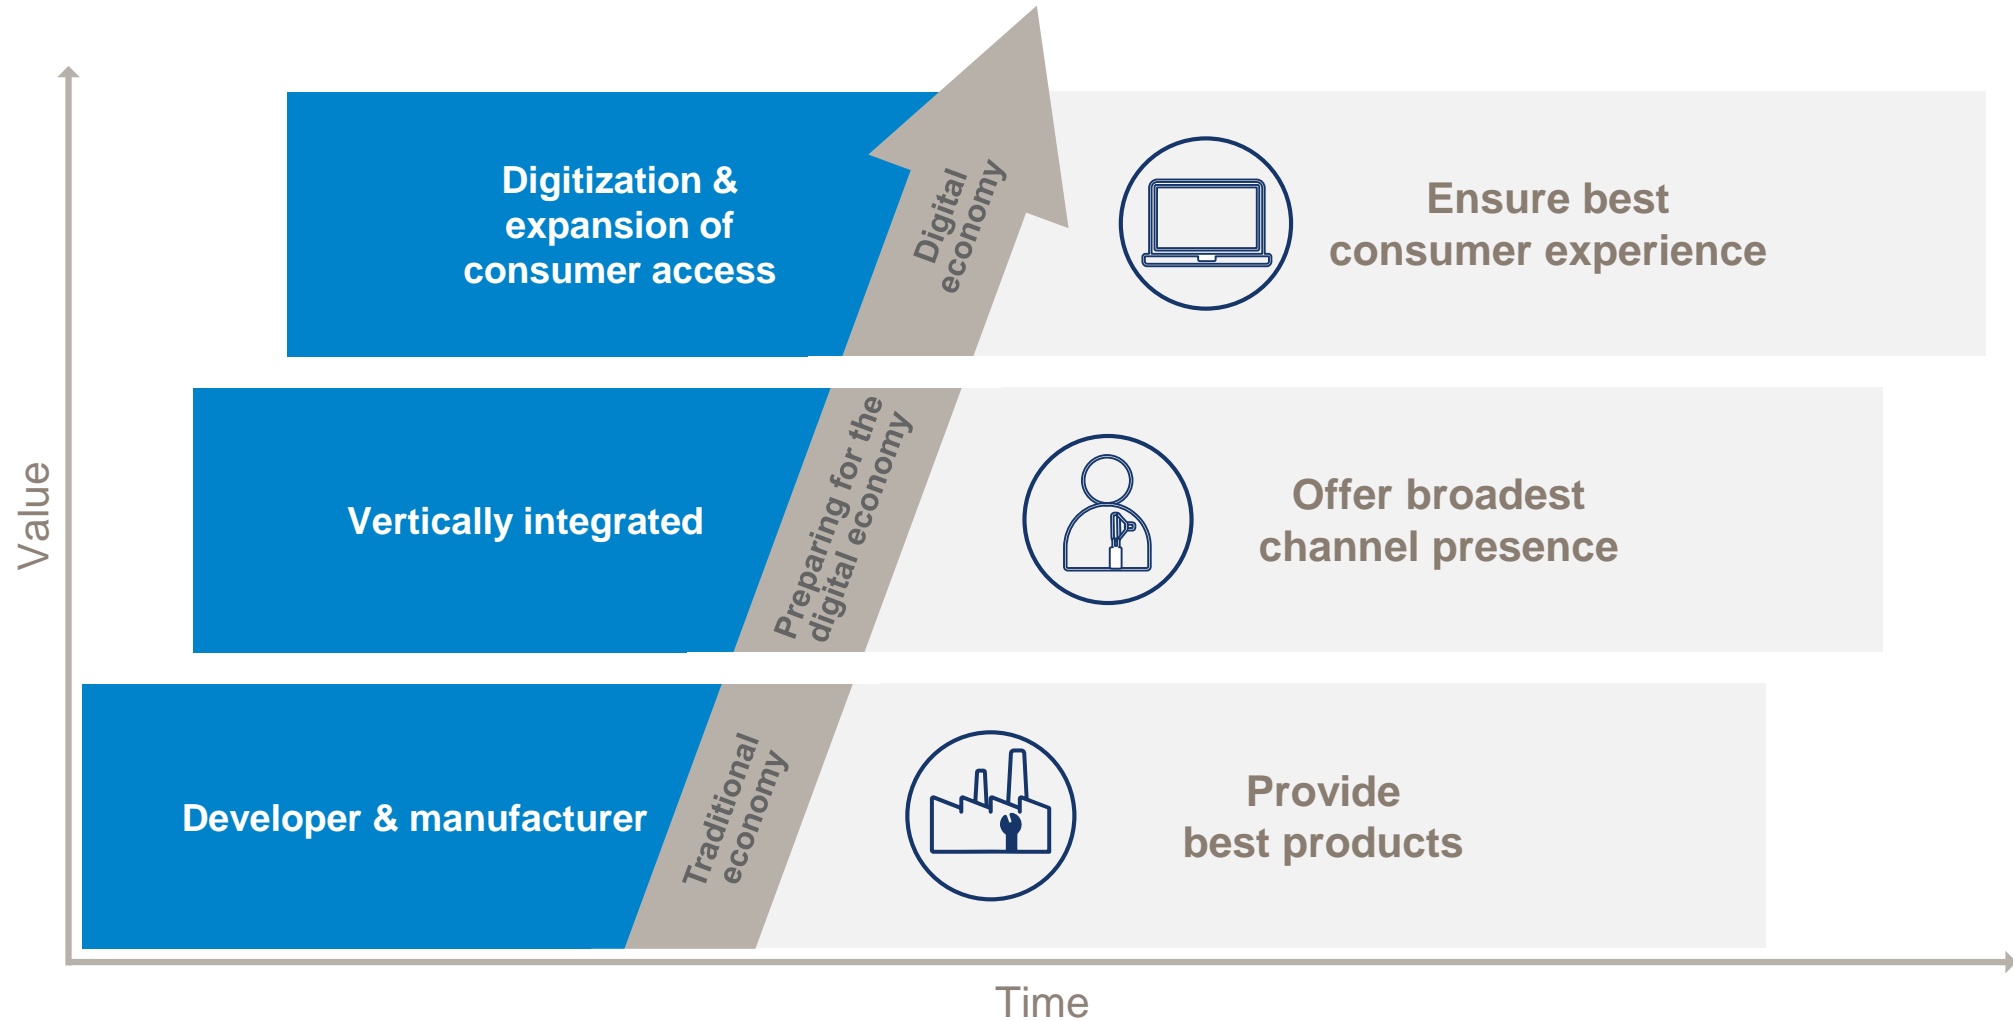 Digitization &
expansion of
consumer access
Digital
economy
Ensure best
consumer experience
Vertically integrated
Preparing for the
digital economy
Offer broadest
channel presence
Developer & manufacturer
Traditional
economy
Provide
best products
Value
Time